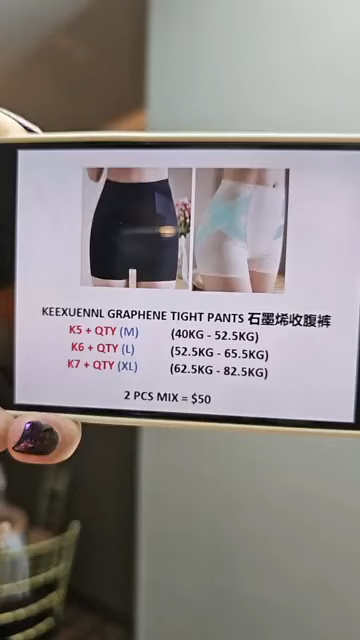 KEEXUENNL GRAPHENE TIGHT PANTS 石墨烯收腹裤
K5 + QTY (M) (40KG - 52.5KG)
K6 + QTY (L) (52.5KG - 65.5KG)
K7 + QTY (XL) (62.5KG - 82.5KG)
2 PCS MIX = $50